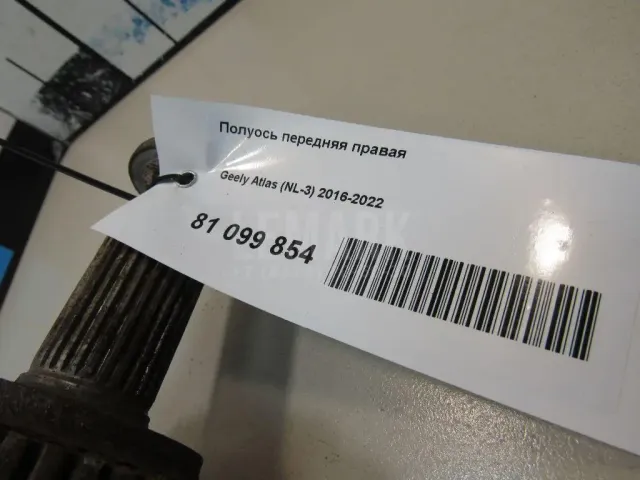 Полуось передняя правая
Geely Atlas (NL-3) 2016-2022
81 099 854